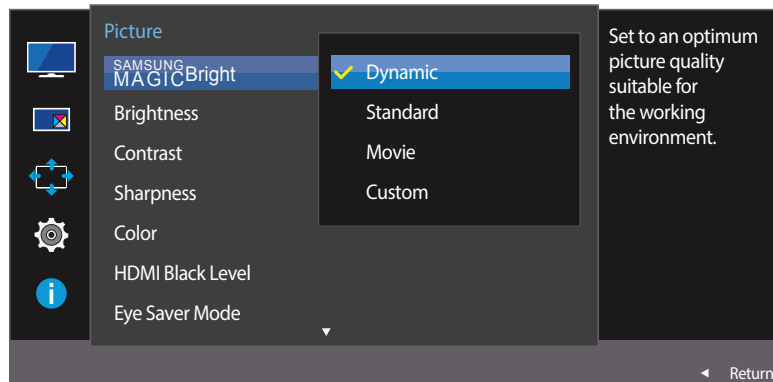 Picture
SAMSUNG
MAGICBright
Brightness
Contrast
Sharpness
Color
HDMI Black Level
Eye Saver Mode
Dynamic
Standard
Movie
Custom
Set to an optimum
picture quality
suitable for
the working
environment.
Return